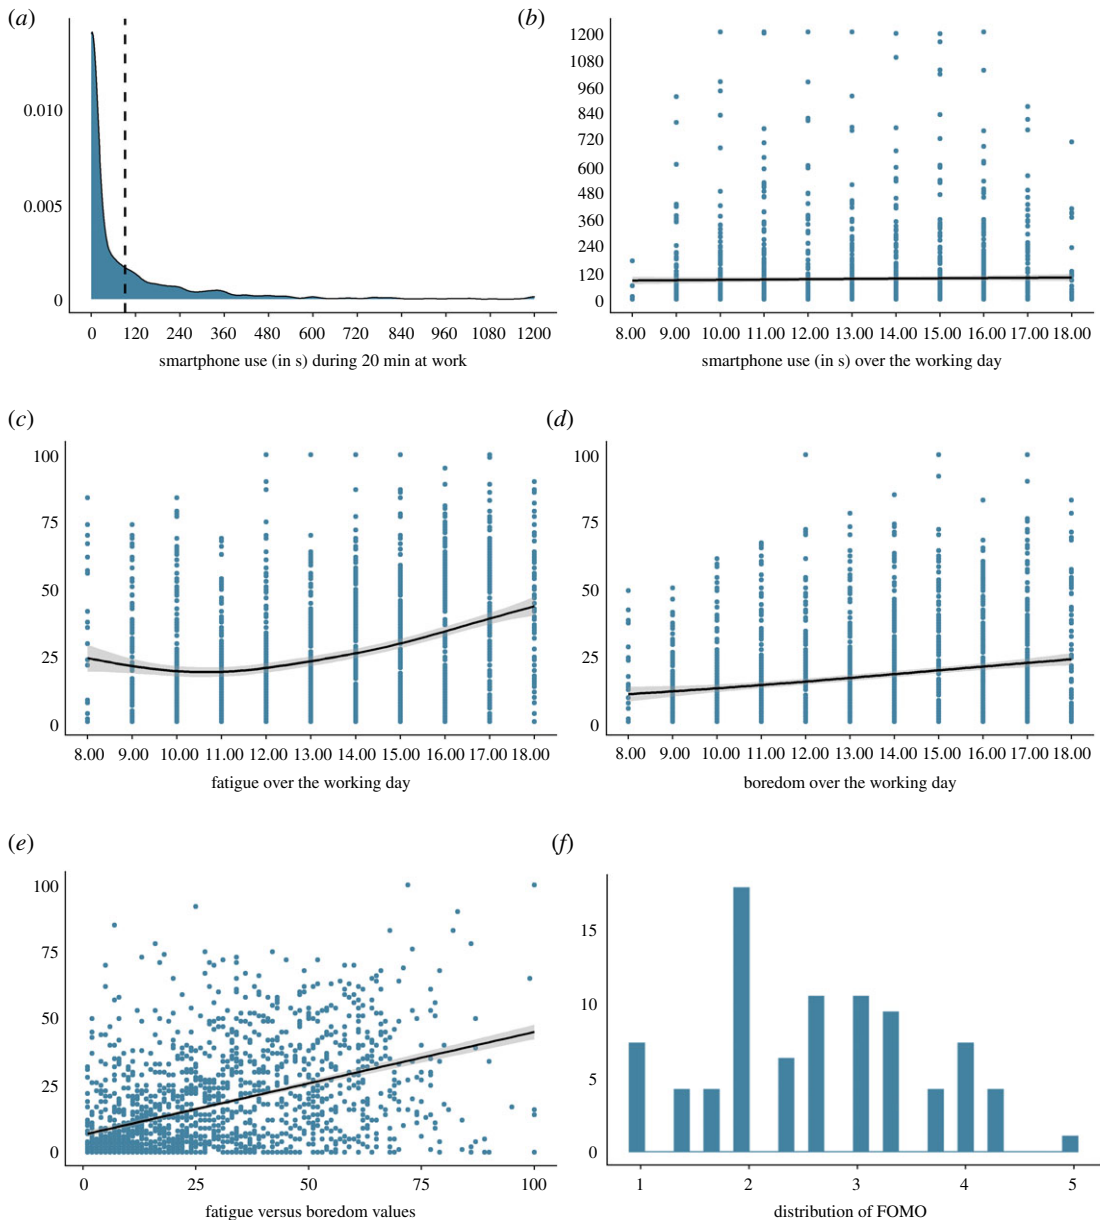 (a)
0.010
0.005
0
0 120 240 360 480 600 720 840 960 1080 1200
smartphone use (in s) during 20 min at work
(b)
1200
1080
960
840
720
600
480
360
240
120
0
8.00 9.00 10.00 11.00 12.00 13.00 14.00 15.00 16.00 17.00 18.00
smartphone use (in s) over the working day
(c)
100
75
50
25
0
8.00 9.00 10.00 11.00 12.00 13.00 14.00 15.00 16.00 17.00 18.00
fatigue over the working day
(d)
100
75
50
25
0
8.00 9.00 10.00 11.00 12.00 13.00 14.00 15.00 16.00 17.00 18.00
boredom over the working day
(e)
100
75
50
25
0
0 25 50 75 100
fatigue versus boredom values
(f)
15
10
5
0
1 2 3 4 5
distribution of FOMO